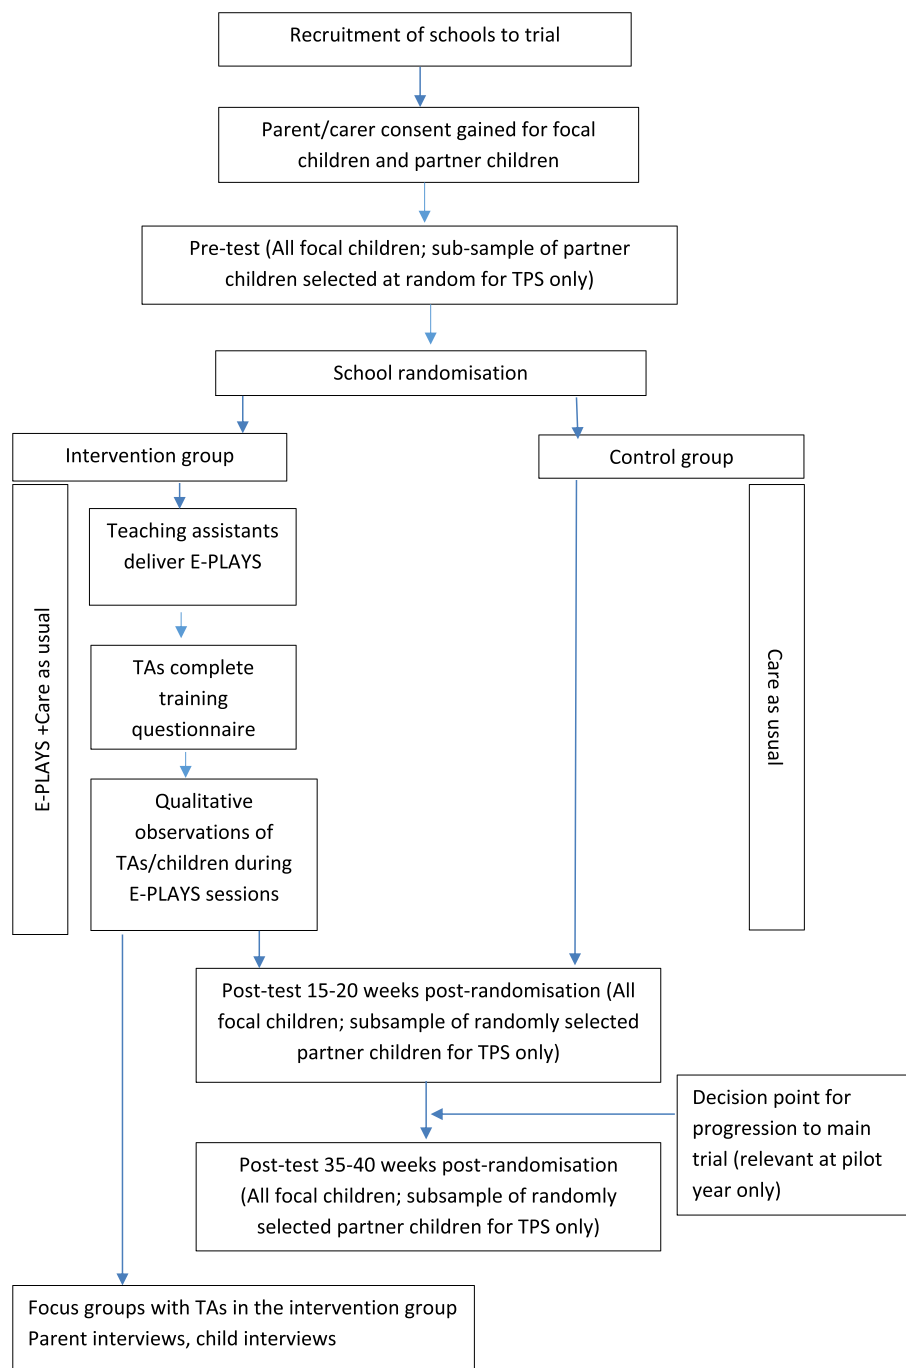 Recruitment of schools to trial
Parent/carer consent gained for focal
children and partner children
Pre-test (All focal children; sub-sample of partner
children selected at random for TPS only)
School randomisation
Intervention group
Control group
E-PLAYS +Care as usual
Teaching assistants
deliver E-PLAYS
TAs complete
training
questionnaire
Qualitative
observations of
TAs/children during
E-PLAYS sessions
Care as usual
Post-test 15-20 weeks post-randomisation (All
focal children; subsample of randomly selected
partner children for TPS only)
Decision point for
progression to main
trial (relevant at pilot
year only)
Post-test 35-40 weeks post-randomisation
(All focal children; subsample of randomly
selected partner children for TPS only)
Focus groups with TAs in the intervention group
Parent interviews, child interviews